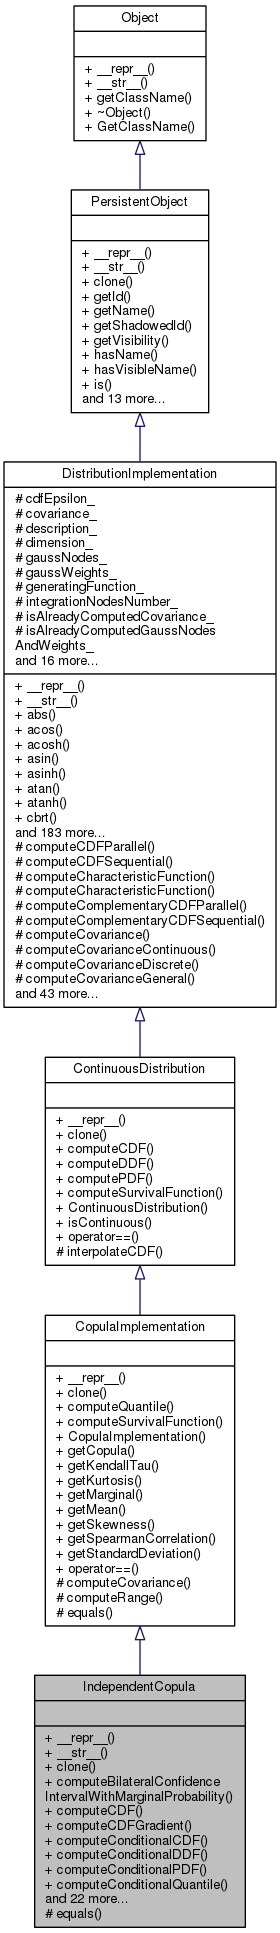 Object
+ __repr__()
+ __str__()
+ getClassName()
+ ~Object()
+ GetClassName()
PersistentObject
+ __repr__()
+ __str__()
+ clone()
+ getId()
+ getName()
+ getShadowedId()
+ getVisibility()
+ hasName()
+ hasVisibleName()
+ is()
and 13 more...
DistributionImplementation
# cdfEpsilon_
# covariance_
# description_
# dimension_
# gaussNodes_
# gaussWeights_
# generatingFunction_
# integrationNodesNumber_
# isAlreadyComputedCovariance_
# isAlreadyComputedGaussNodes
AndWeights_
and 16 more...
+ __repr__()
+ __str__()
+ abs()
+ acos()
+ acosh()
+ asin()
+ asinh()
+ atan()
+ atanh()
+ cbrt()
and 183 more...
# computeCDFParallel()
# computeCDFSequential()
# computeCharacteristicFunction()
# computeCharacteristicFunction()
# computeComplementaryCDFParallel()
# computeComplementaryCDFSequential()
# computeCovariance()
# computeCovarianceContinuous()
# computeCovarianceDiscrete()
# computeCovarianceGeneral()
and 43 more...
ContinuousDistribution
+ __repr__()
+ clone()
+ computeCDF()
+ computeDDF()
+ computePDF()
+ computeSurvivalFunction()
+ ContinuousDistribution()
+ isContinuous()
+ operator==()
# interpolateCDF()
CopulaImplementation
+ __repr__()
+ clone()
+ computeQuantile()
+ computeSurvivalFunction()
+ CopulaImplementation()
+ getCopula()
+ getKendallTau()
+ getKurtosis()
+ getMarginal()
+ getMean()
+ getSkewness()
+ getSpearmanCorrelation()
+ getStandardDeviation()
+ operator==()
# computeCovariance()
# computeRange()
# equals()
IndependentCopula
+ __repr__()
+ __str__()
+ clone()
+ computeBilateralConfidence
IntervalWithMarginalProbability()
+ computeCDF()
+ computeCDFGradient()
+ computeConditionalCDF()
+ computeConditionalDDF()
+ computeConditionalPDF()
+ computeConditionalQuantile()
and 22 more...
# equals()